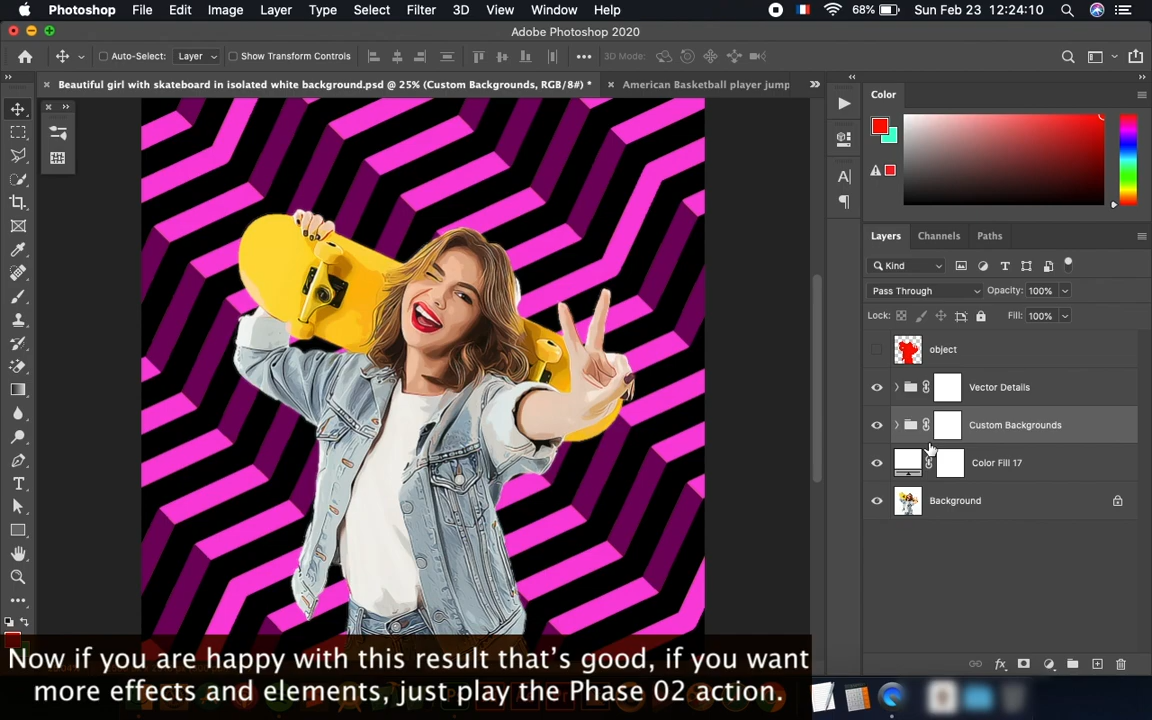 Photoshop File Edit Image Layer Type Select Filter 3D View Window Help 68% Sun Feb 23 12:24:10
Adobe Photoshop 2020
Auto-Select: Layer Show Transform Controls 3D Mode:
Beautiful girl with skateboard in isolated white background.psd @ 25% (Custom Backgrounds, RGB/8#) * American Basketball player jump
Color
Layers Channels Paths
Kind
Pass Through Opacity: 100%
Lock: Fill: 100%
object
Vector Details
Custom Backgrounds
Color Fill 17
Background
Now if you are happy with this result that's good, if you want
more effects and elements, just play the Phase 02 action.